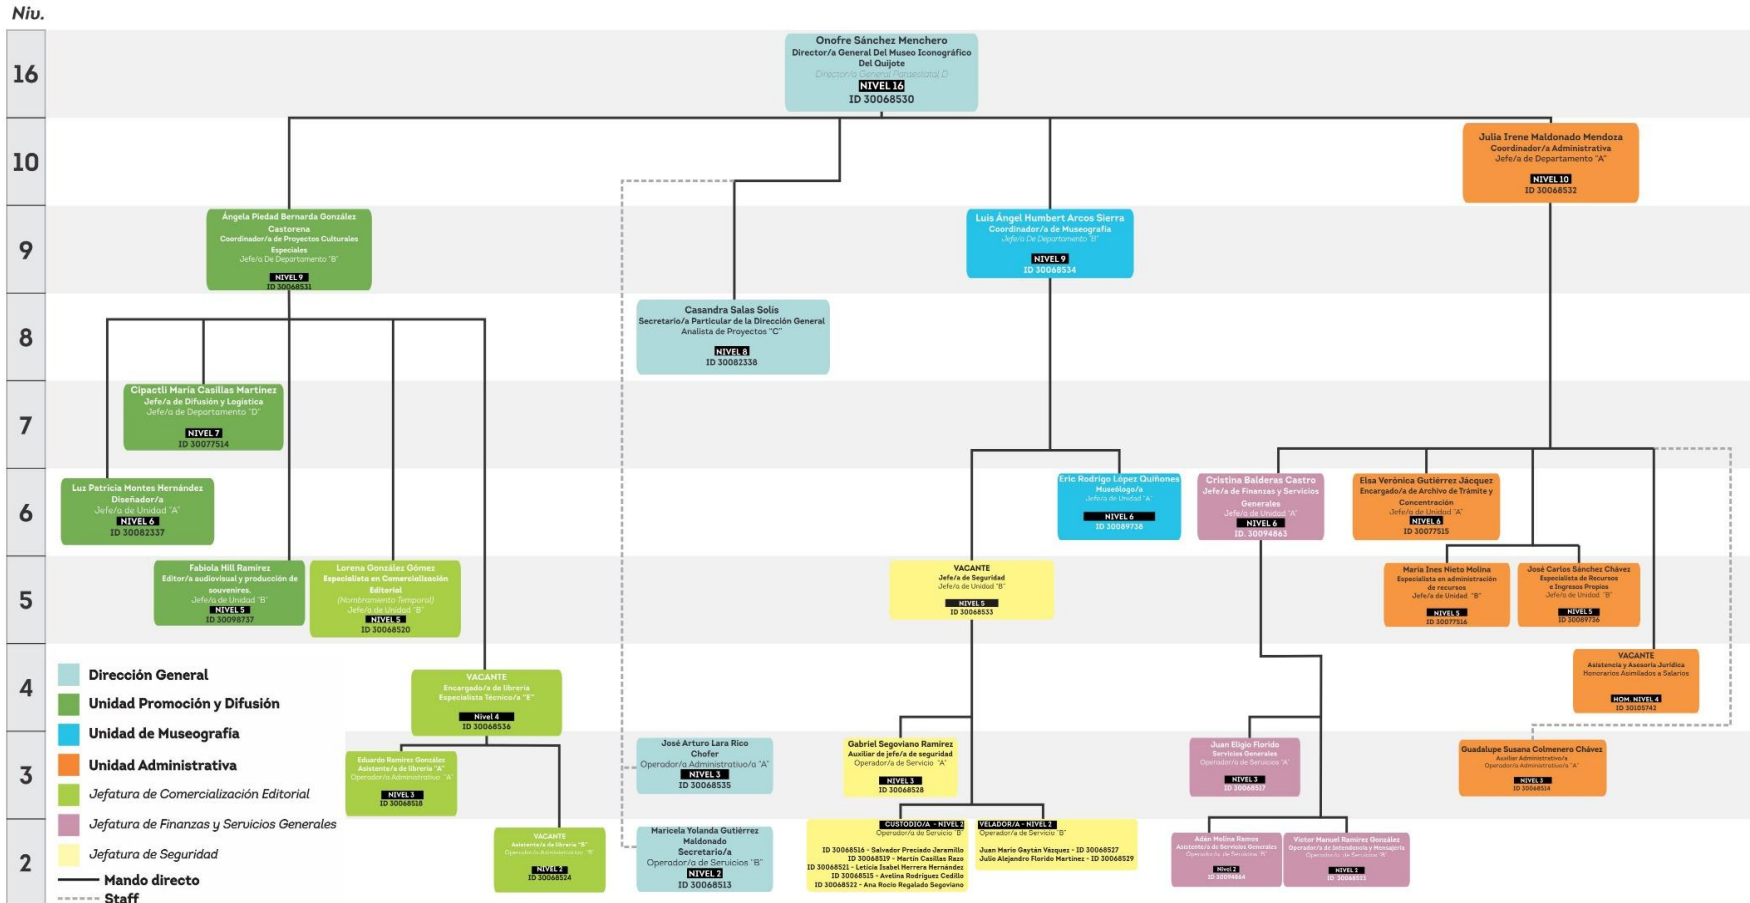 Niv.
16
Onofre Sánchez Menchero
Director/a General Del Museo Iconográfico
Del Quijote
Director/a General Paraestatal D
NIVEL 16
ID 30068530
10
Julia Irene Maldonado Mendoza
Coordinador/a Administrativa
Jefe/a de Departamento "A"
NIVEL 10
ID 30068532
9
Ángela Piedad Bernarda González
Castorena
Coordinador/a de Proyectos Culturales
Especiales
Jefe/a De Departamento "B"
NIVEL 9
ID 30068531
Luis Ángel Humbert Arcos Sierra
Coordinador/a de Museografía
Jefe/a De Departamento "B"
NIVEL 9
ID 30068534
8
Casandra Salas Solís
Secretario/a Particular de la Dirección General
Analista de Proyectos "C"
NIVEL 8
ID 30082338
7
Cipactli María Casillas Martínez
Jefe/a de Difusión y Logística
Jefe/a de Departamento "D"
NIVEL 7
ID 30077514
6
Luz Patricia Montes Hernández
Diseñador/a
Jefe/a de Unidad "A"
NIVEL 6
ID 30082337
Eric Rodrigo López Quiñones
Museólogo/a
Jefe/a de Unidad "A"
NIVEL 6
ID 30089738
Cristina Balderas Castro
Jefe/a de Finanzas y Servicios
Generales
Jefe/a de Unidad "A"
NIVEL 6
ID. 30094863
Elsa Verónica Gutiérrez Jácquez
Encargado/a de Archivo de Trámite y
Concentración
Jefe/a de Unidad "A"
NIVEL 6
ID 30077515
5
Fabiola Hill Ramírez
Editor/a audiovisual y producción de
souvenires.
Jefe/a de Unidad "B"
NIVEL 5
ID 30098737
Lorena González Gómez
Especialista en Comercialización
Editorial
(Nombramiento Temporal)
Jefe/a de Unidad "B"
NIVEL 5
ID 30068520
VACANTE
Jefe/a de Seguridad
Jefe/a de Unidad "B"
NIVEL 5
ID 30068533
María Ines Nieto Molina
Especialista en administración
de recursos
Jefe/a de Unidad "B"
NIVEL 5
ID 30077516
José Carlos Sánchez Chávez
Especialista de Recursos
e Ingresos Propios
Jefe/a de Unidad "B"
NIVEL 5
ID 30089736
4
VACANTE
Encargado/a de librería
Especialista Técnico/a "E"
Nivel 4
ID 30068536
VACANTE
Asistencia y Asesoría Jurídica
Honorarios Asimilados a Salarios
HOM. NIVEL 4
ID 30105742
3
Eduardo Ramírez González
Asistente/a de librería "A"
Operador/a Administrativo "A"
NIVEL 3
ID 30068518
José Arturo Lara Rico
Chofer
Operador/a Administrativo/a "A"
NIVEL 3
ID 30068535
Gabriel Segoviano Ramírez
Auxiliar de jefe/a de seguridad
Operador/a de Servicio "A"
NIVEL 3
ID 30068528
Juan Eligio Florido
Servicios Generales
Operador/a de Servicios "A"
NIVEL 3
ID 30068517
Guadalupe Susana Colmenero Chávez
Auxiliar Administrativo/a
Operador/a Administrativo/a "A"
NIVEL 3
ID 30068514
2
VACANTE
Asistente/a de librería "B"
Operador/a Administrativo "B"
NIVEL 2
ID 30068524
Maricela Yolanda Gutiérrez
Maldonado
Secretario/a
Operador/a de Servicios "B"
NIVEL 2
ID 30068513
CUSTODIO/A - NIVEL 2
Operador/a de Servicio "B"
ID 30068516 - Salvador Preciado Jaramillo
ID 30068519 - Martín Casillas Razo
ID 30068521 - Leticia Isabel Herrera Hernández
ID 30068515 - Avelina Rodríguez Cedillo
ID 30068522 - Ana Rocío Regalado Segoviano
VELADOR/A - NIVEL 2
Operador/a de Servicio "B"
Juan Mario Gaytán Vázquez - ID 30068527
Julio Alejandro Florido Martínez - ID 30068529
Adán Molina Ramos
Asistente/a de Servicios Generales
Operador/a de Servicios "B"
Nivel 2
ID 30094864
Víctor Manuel Ramírez González
Operador/a de Intendencia y Mensajería
Operador/a de Servicios "B"
NIVEL 2
Dirección General
Unidad Promoción y Difusión
Unidad de Museografía
Unidad Administrativa
Jefatura de Comercialización Editorial
Jefatura de Finanzas y Servicios Generales
Jefatura de Seguridad
Mando directo
Staff